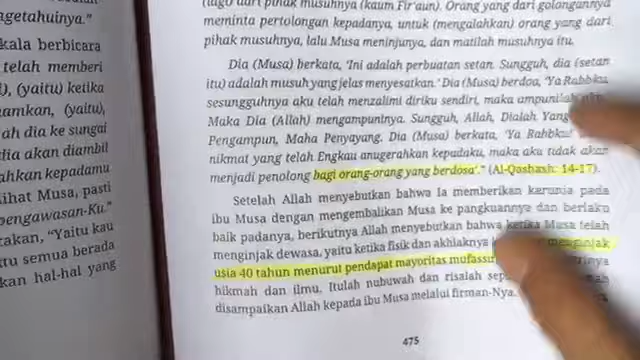 agetahuinya."
kala berbicara
telah memberi
), (yaitu) ketika
amkan, (yaitu),
ah dia ke sungai
dia akan diambil
ahkan kepadamu
lihat Musa, pasti
pengawasan-Ku."
takan, "Yaitu kau
tu semua berada
kan hal-hal yang
dari pihak musuhnya (kaum Fir'aun). Orang yang dari golongannya
meminta pertolongan kepadanya, untuk (mengalahkan) orang yang dari
pihak musuhnya, lalu Musa meninjunya, dan matilah musuhnya itu.
Dia (Musa) berkata, 'Ini adalah perbuatan setan. Sungguh, dia (setan
itu) adalah musuh yang jelas menyesatkan.' Dia (Musa) berdoa, 'Ya Rabbku
sesungguhnya aku telah menzalimi diriku sendiri, maka ampunilah
Maka Dia (Allah) mengampuninya. Sungguh, Allah, Dialah Yang
Pengampun, Maha Penyayang. Dia (Musa) berkata, 'Ya Rabbku!
nikmat yang telah Engkau anugerahkan kepadaku, maka aku tidak akan
menjadi penolong bagi orang-orang yang berdosa'." (Al-Qashash: 14-17).
Setelah Allah menyebutkan bahwa Ia memberikan karunia pada
ibu Musa dengan mengembalikan Musa ke pangkuannya dan berlaku
baik padanya, berikutnya Allah menyebutkan bahwa ketika Musa telah
menginjak dewasa, yaitu ketika fisik dan akhlaknya menginjak
usia 40 tahun menurut pendapat mayoritas
hikmah dan ilmu. Itulah nubuwah dan risalah
disampaikan Allah kepada ibu Musa melalui firman-Nya.
475